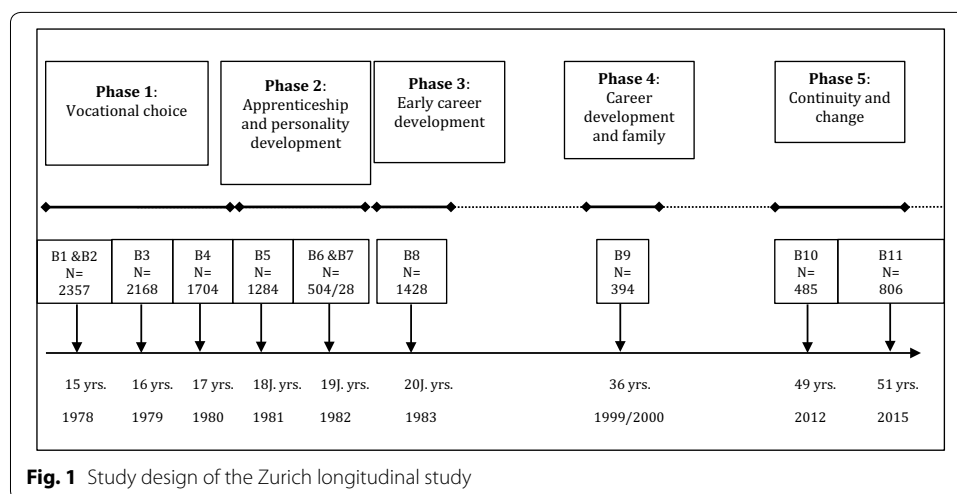 Phase 1:
Vocational choice
Phase 2:
Apprenticeship
and personality
development
Phase 3:
Early career
development
Phase 4:
Career
development
and family
Phase 5:
Continuity and
change
B1 &B2
N=
2357
B3
N=
2168
B4
N=
1704
B5
N=
1284
B6 &B7
N=
504/28
B8
N=
1428
B9
N=
394
B10
N=
485
B11
N=
806
15 yrs. 16 yrs. 17 yrs. 18J. yrs. 19J. yrs. 20J. yrs. 36 yrs. 49 yrs. 51 yrs.
1978 1979 1980 1981 1982 1983 1999/2000 2012 2015
Fig. 1 Study design of the Zurich longitudinal study